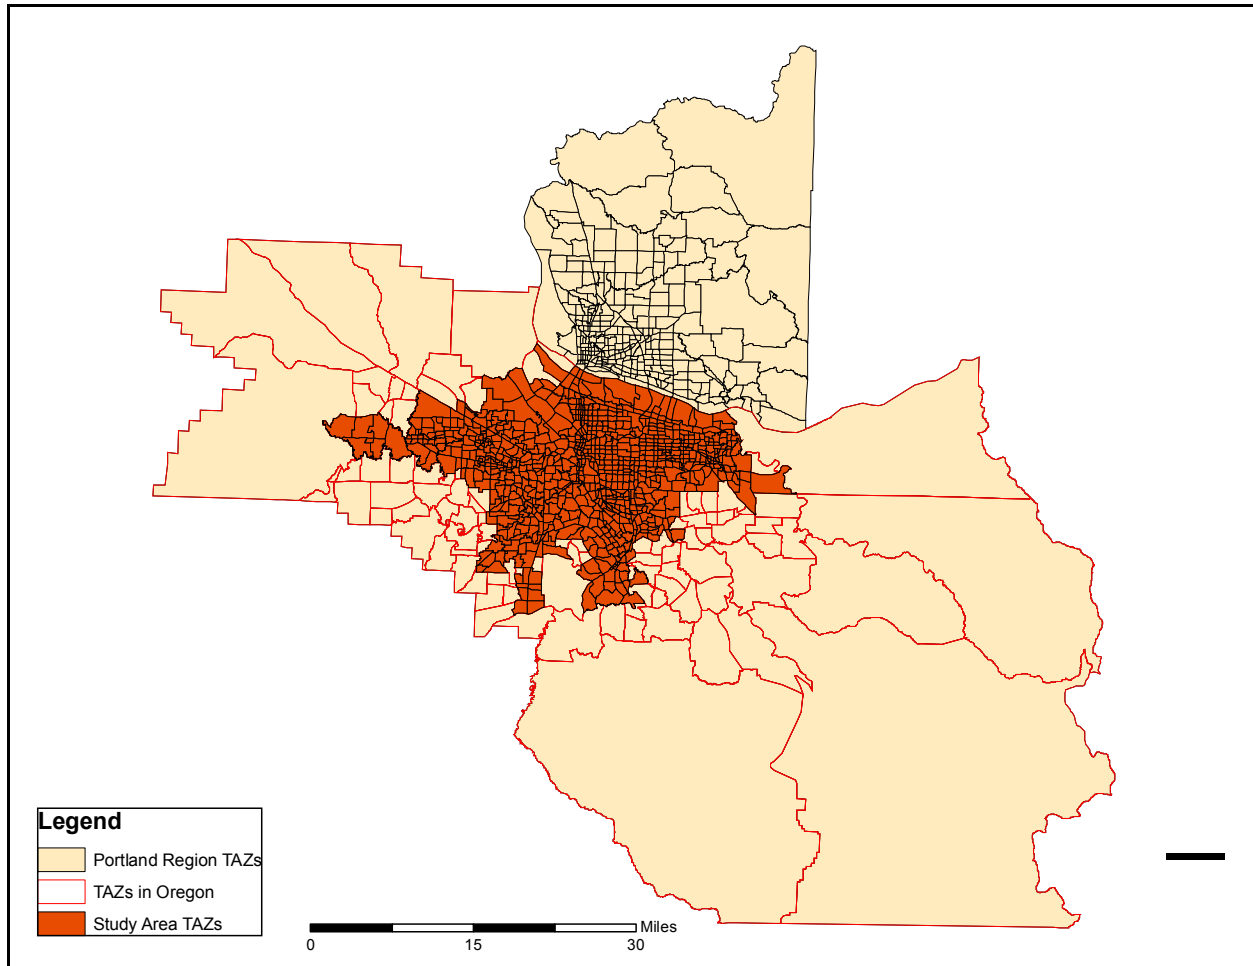 Legend
Portland Region TAZs
TAZs in Oregon
Study Area TAZs
Miles
0 15 30